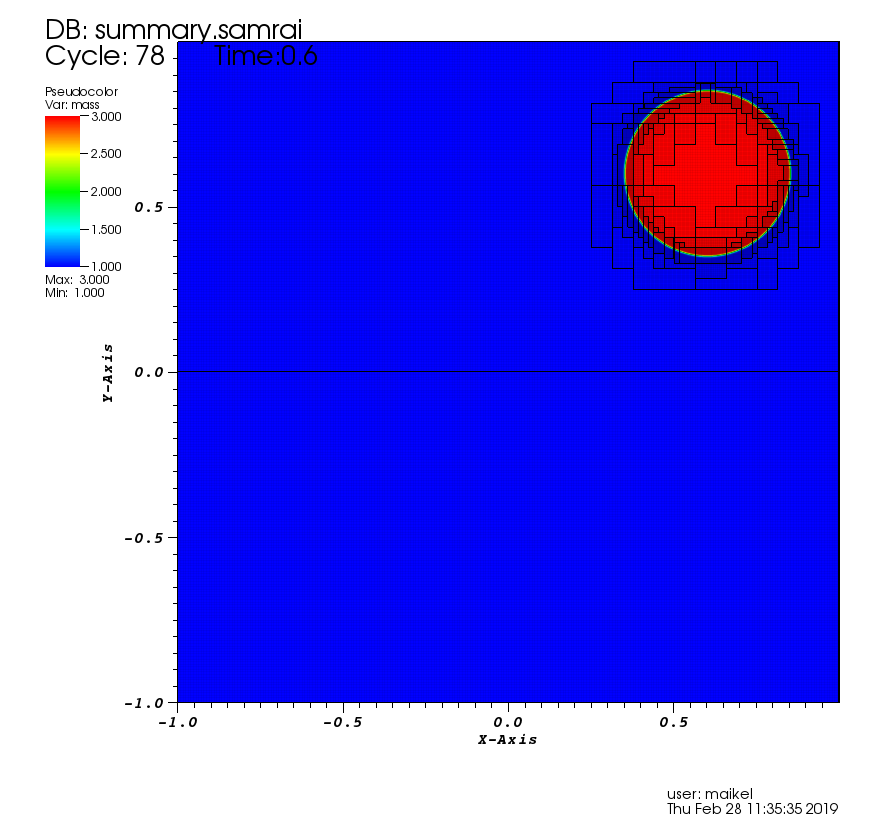 DB: summary.samrai
Cycle: 78 Time:0.6
Pseudocolor
Var: mass
3.000
2.500
2.000
1.500
1.000
Max: 3.000
Min: 1.000
0.5
0.0
-0.5
-1.0
Y-Axis
-1.0 -0.5 0.0 0.5
X-Axis
user: maikel
Thu Feb 28 11:35:35 2019